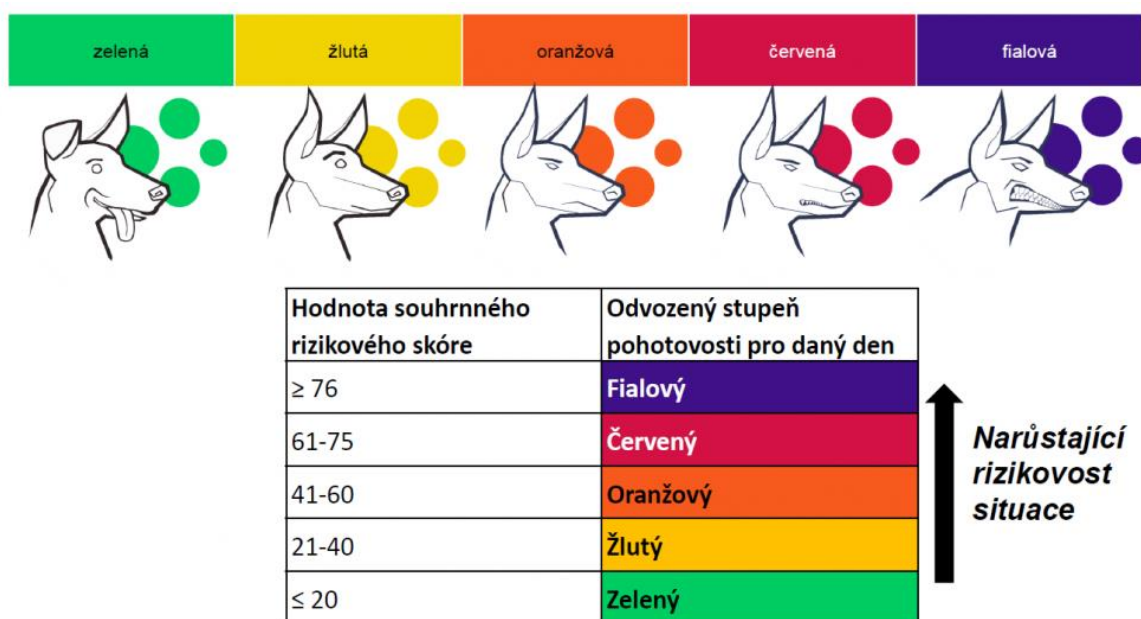 zelená
žlutá
oranžová
červená
fialová
Hodnota souhrnného
rizikového skóre
Odvozený stupeň
pohotovosti pro daný den
≥ 76
Fialový
61-75
Červený
41-60
Oranžový
21-40
Žlutý
≤ 20
Zelený
Narůstající
rizikovost
situace